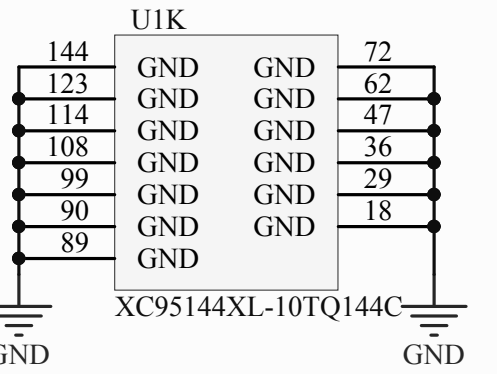 U1K
144 GND GND 72
123 GND GND 62
114 GND GND 47
108 GND GND 36
99 GND GND 29
90 GND GND 18
89 GND
XC95144XL-10TQ144C
GND GND